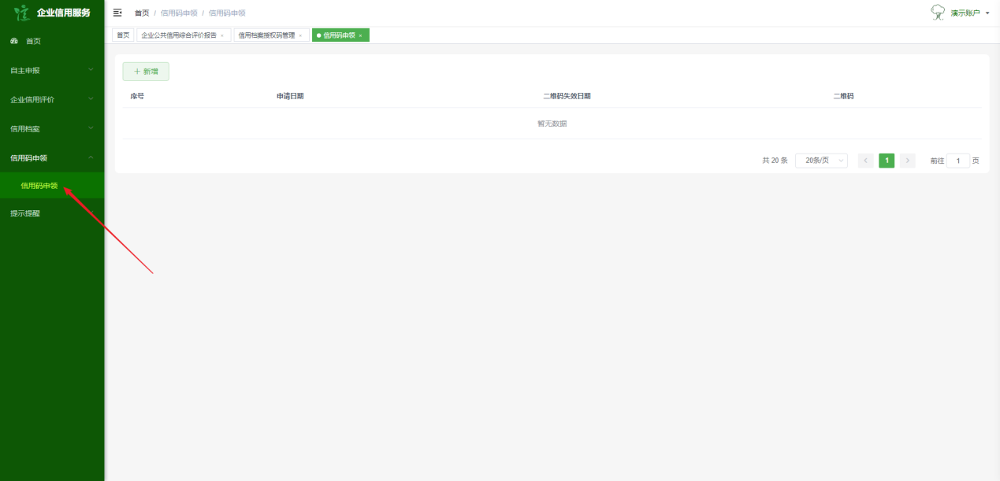 企业信用服务
首页 / 信用码申领 / 信用码申领
演示账户
首页
企业公共信用综合评价报告 ×
信用档案授权码管理 ×
信用码申领 ×
首页
自主申报
企业信用评价
信用档案
信用码申领
信用码申领
提示提醒
+ 新增
序号 申请日期 二维码失效日期 二维码
暂无数据
共 20 条 20条/页 < 1 > 前往 1 页